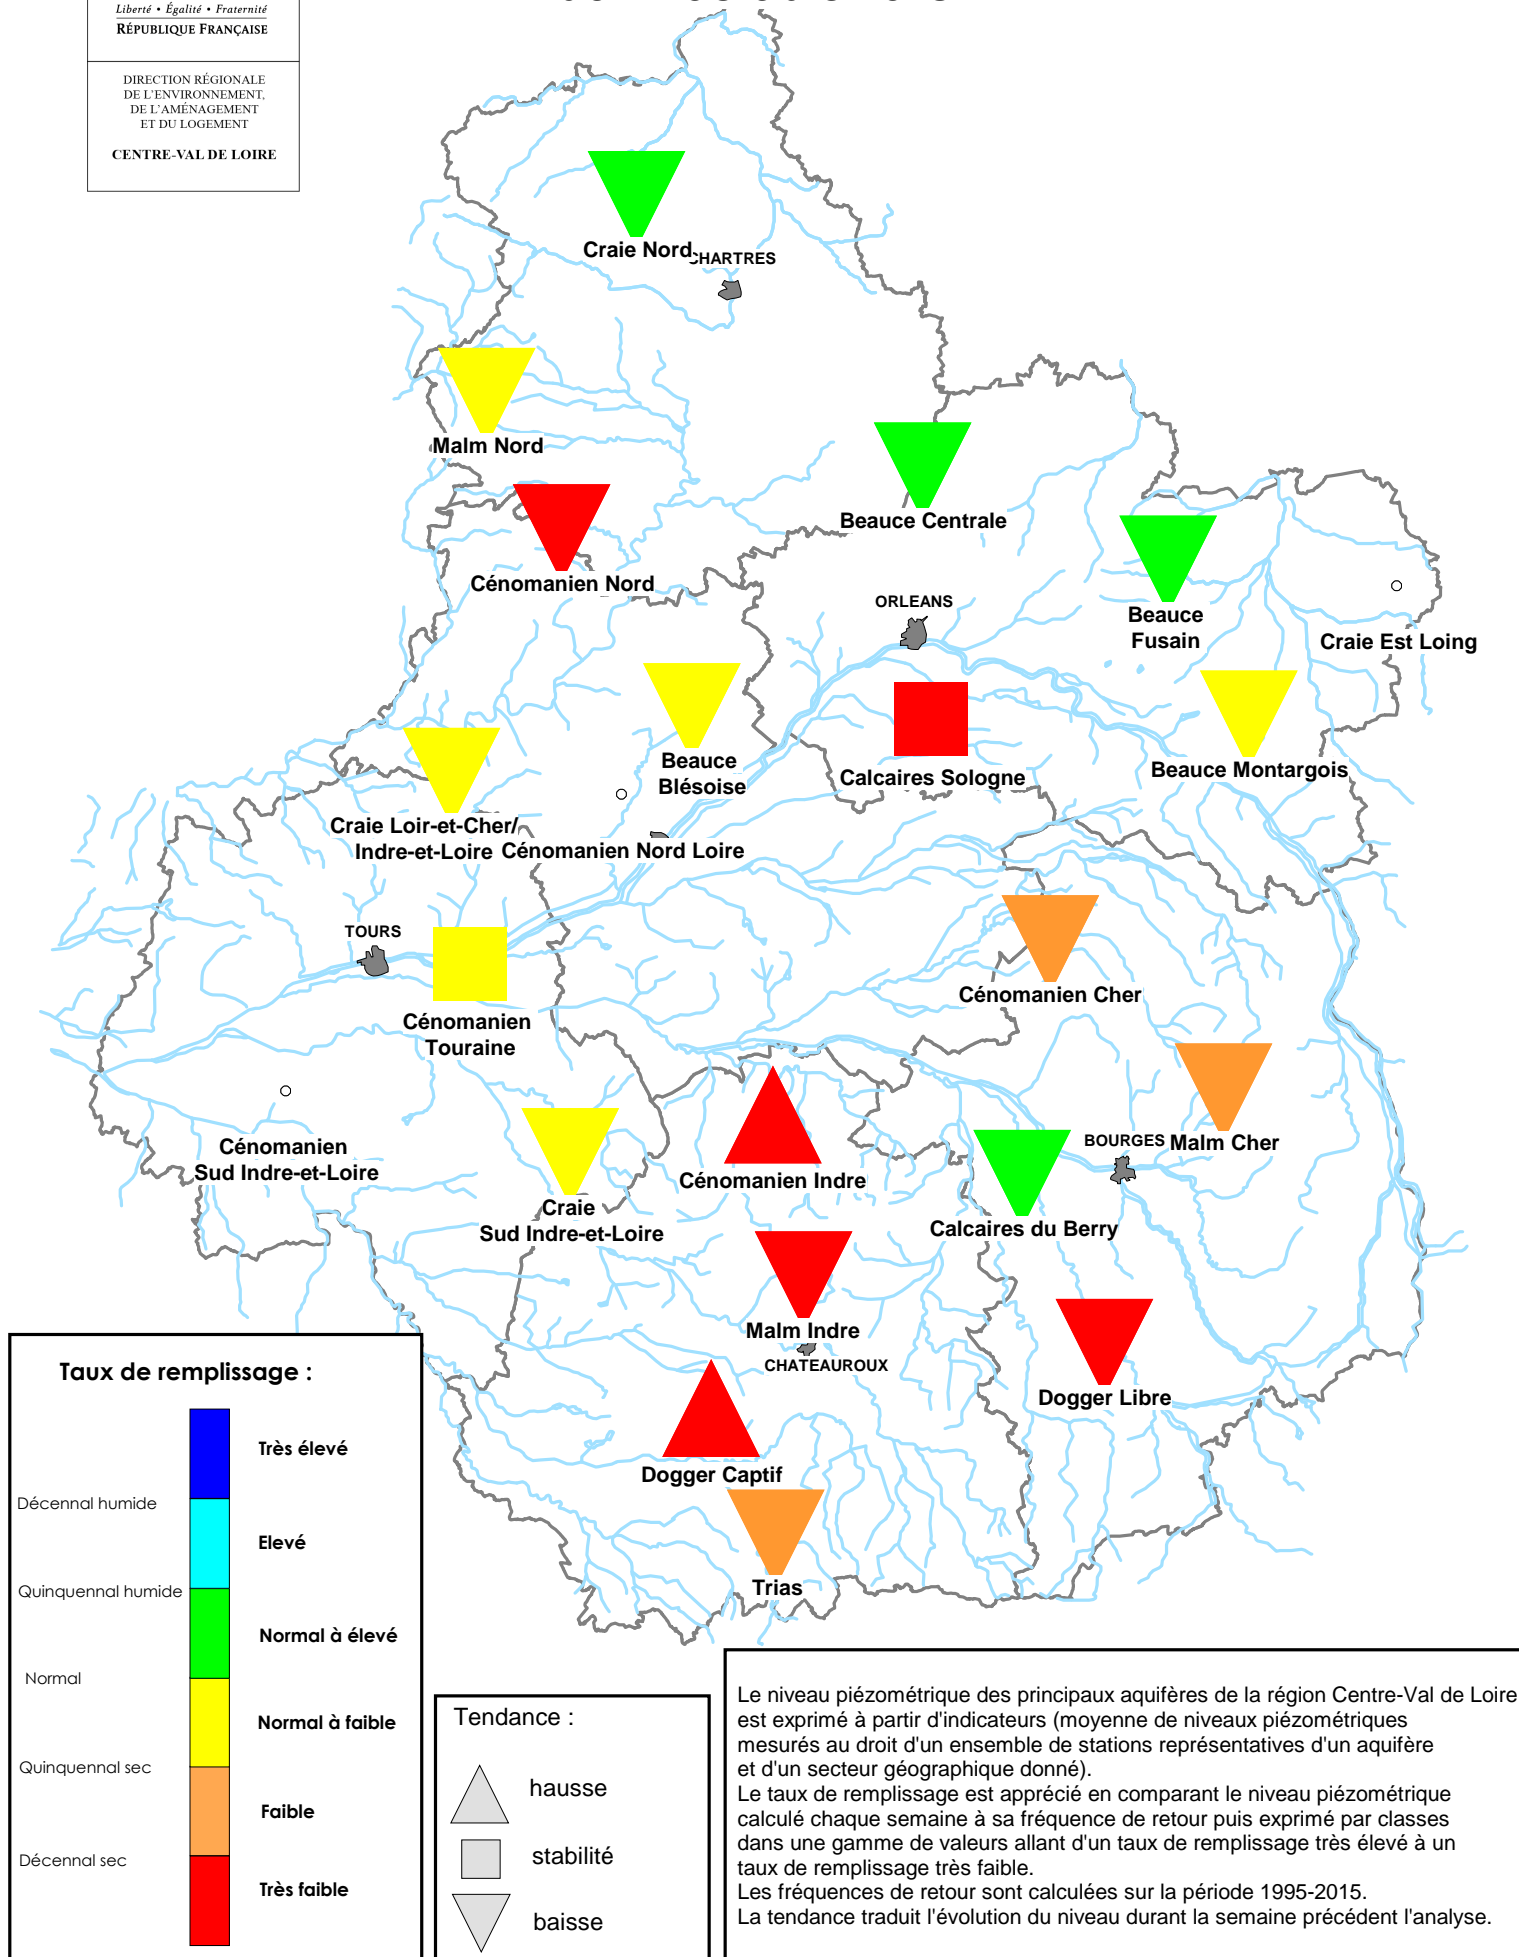 Liberté • Égalité • Fraternité
RÉPUBLIQUE FRANÇAISE
DIRECTION RÉGIONALE
DE L'ENVIRONNEMENT,
DE L'AMÉNAGEMENT
ET DU LOGEMENT
CENTRE-VAL DE LOIRE
Craie Nord
CHARTRES
Malm Nord
Beauce Centrale
Cénomanien Nord
ORLEANS
Beauce
Fusain
Craie Est Loing
Beauce
Blésoise
Calcaires Sologne
Beauce Montargois
Craie Loir-et-Cher/
Indre-et-Loire
Cénomanien Nord Loire
TOURS
Cénomanien Cher
Cénomanien
Touraine
Cénomanien
Sud Indre-et-Loire
BOURGES
Malm Cher
Cénomanien Indre
Craie
Sud Indre-et-Loire
Calcaires du Berry
Malm Indre
CHATEAUROUX
Dogger Libre
Dogger Captif
Trias
Taux de remplissage :
Très élevé
Décennal humide
Elevé
Quinquennal humide
Normal à élevé
Normal
Normal à faible
Quinquennal sec
Faible
Décennal sec
Très faible
Tendance :
hausse
stabilité
baisse
Le niveau piézométrique des principaux aquifères de la région Centre-Val de Loire
est exprimé à partir d'indicateurs (moyenne de niveaux piézométriques
mesurés au droit d'un ensemble de stations représentatives d'un aquifère
et d'un secteur géographique donné).
Le taux de remplissage est apprécié en comparant le niveau piézométrique
calculé chaque semaine à sa fréquence de retour puis exprimé par classes
dans une gamme de valeurs allant d'un taux de remplissage très élevé à un
taux de remplissage très faible.
Les fréquences de retour sont calculées sur la période 1995-2015.
La tendance traduit l'évolution du niveau durant la semaine précédent l'analyse.